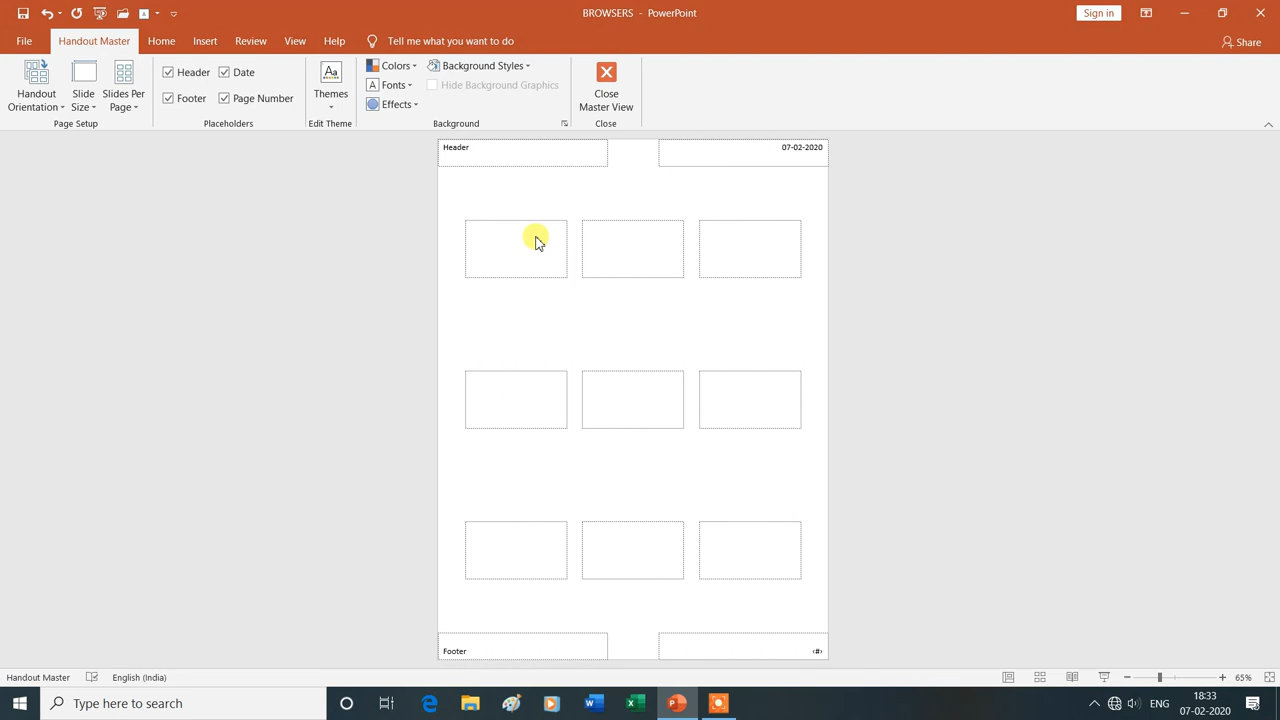 BROWSERS - PowerPoint
Sign in
File
Handout Master
Home
Insert
Review
View
Help
Tell me what you want to do
Share
Handout
Orientation
Slide
Size
Slides Per
Page
Page Setup
Header
Date
Footer
Page Number
Placeholders
Aa
Themes
Edit Theme
Colors
Background Styles
A Fonts
Hide Background Graphics
Effects
Background
Close
Master View
Close
Header
07-02-2020
Footer
‹#›
Handout Master
English (India)
65%
Type here to search
ENG
18:33
07-02-2020